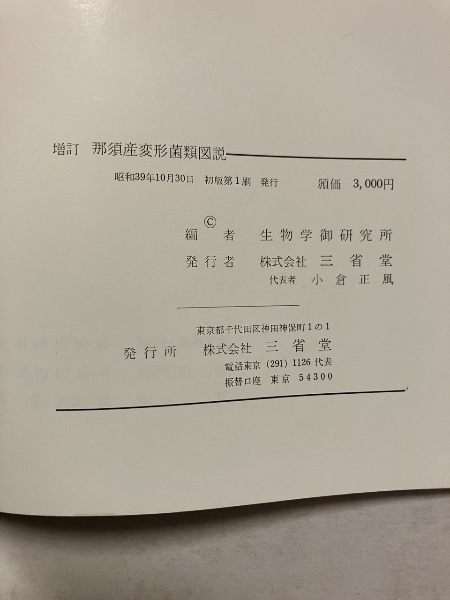 増訂 那須産変形菌類図説
昭和39年10月30日 初版第1刷 発行 頒価 3,000円
©
編者 生物学御研究所
発行者 株式会社 三省堂
代表者 小倉正風
東京都千代田区神田神保町1の1
発行所 株式会社 三省堂
電話東京 (291) 1126 代表
振替口座 東京 54300